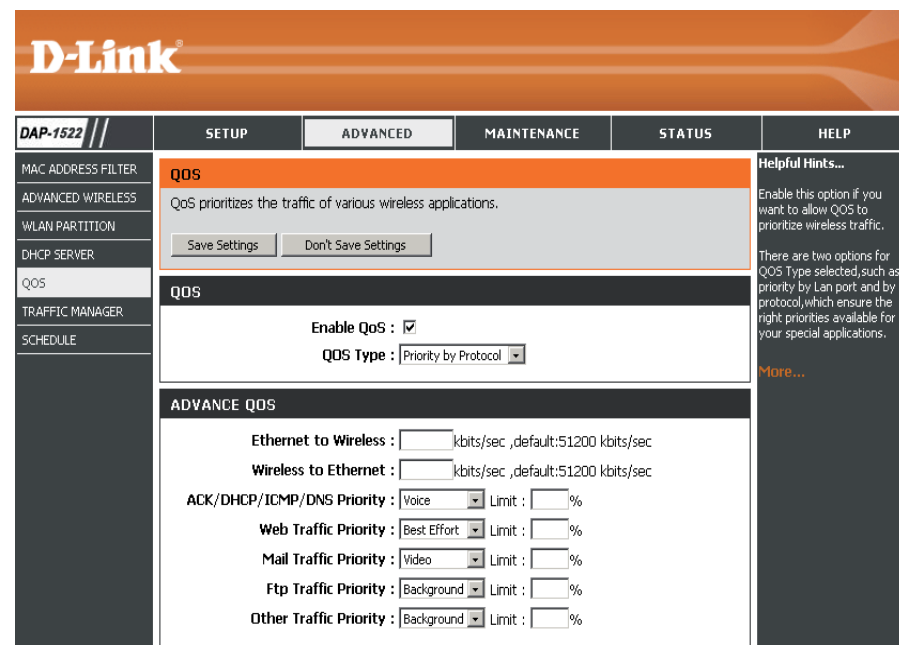 D-Link®
DAP-1522
SETUP
ADVANCED
MAINTENANCE
STATUS
HELP
MAC ADDRESS FILTER
ADVANCED WIRELESS
WLAN PARTITION
DHCP SERVER
QOS
TRAFFIC MANAGER
SCHEDULE
QOS
QoS prioritizes the traffic of various wireless applications.
Save Settings Don't Save Settings
QOS
Enable QoS :
QOS Type : Priority by Protocol
ADVANCE QOS
Ethernet to Wireless : kbits/sec ,default:51200 kbits/sec
Wireless to Ethernet : kbits/sec ,default:51200 kbits/sec
ACK/DHCP/ICMP/DNS Priority : Voice Limit : %
Web Traffic Priority : Best Effort Limit : %
Mail Traffic Priority : Video Limit : %
Ftp Traffic Priority : Background Limit : %
Other Traffic Priority : Background Limit : %
Helpful Hints...
Enable this option if you
want to allow QOS to
prioritize wireless traffic.
There are two options for
QOS Type selected,such as
priority by Lan port and by
protocol,which ensure the
right priorities available for
your special applications.
More...